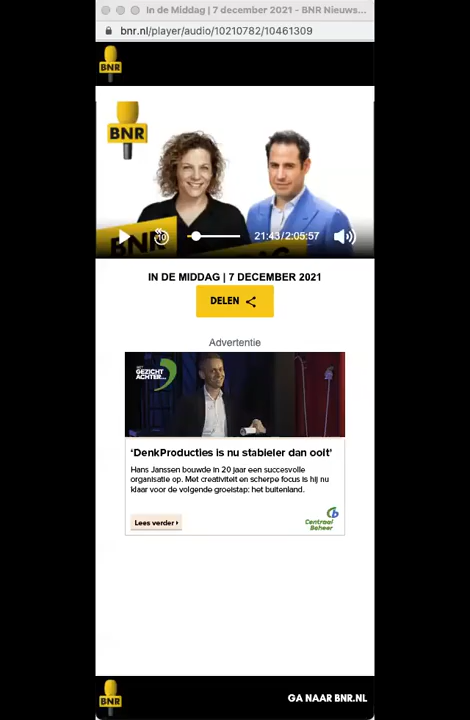 In de Middag | 7 december 2021 - BNR Nieuws...
bnr.nl/player/audio/10210782/10461309
BNR
BNR
BNR
10
21:43/2:05:57
IN DE MIDDAG | 7 DECEMBER 2021
DELEN
Advertentie
HET
GEZICHT
ACHTER...
‘DenkProducties is nu stabieler dan ooit’
Hans Janssen bouwde in 20 jaar een succesvolle
organisatie op. Met creativiteit en scherpe focus is hij nu
klaar voor de volgende groeistap: het buitenland.
Lees verder
Centraal
Beheer
BNR
GA NAAR BNR.NL